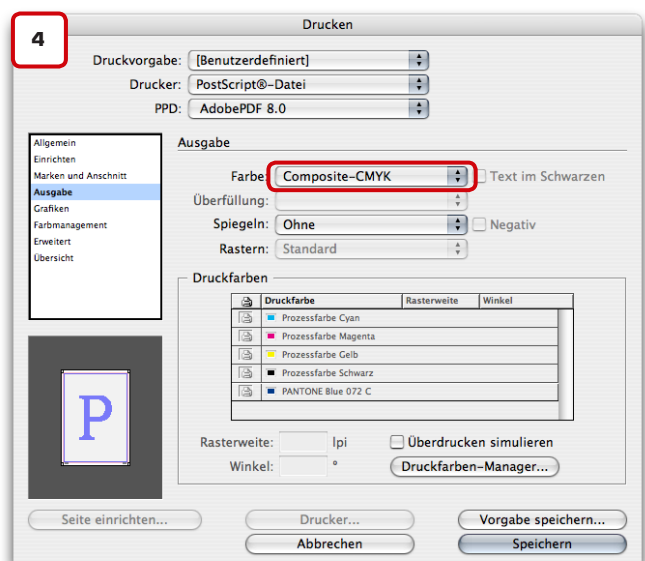 4
Drucken
Druckvorgabe: [Benutzerdefiniert]
Drucker: PostScript®-Datei
PPD: AdobePDF 8.0
Allgemein
Einrichten
Marken und Anschnitt
Ausgabe
Grafiken
Farbmanagement
Erweitert
Übersicht
Ausgabe
Farbe: Composite-CMYK Text im Schwarzen
Überfüllung:
Spiegeln: Ohne Negativ
Rastern: Standard
Druckfarben
Druckfarbe Rasterweite Winkel
Prozessfarbe Cyan
Prozessfarbe Magenta
Prozessfarbe Gelb
Prozessfarbe Schwarz
PANTONE Blue 072 C
P
Rasterweite: lpi Überdrucken simulieren
Winkel: ° Druckfarben-Manager...
Seite einrichten... Drucker... Vorgabe speichern...
Abbrechen Speichern